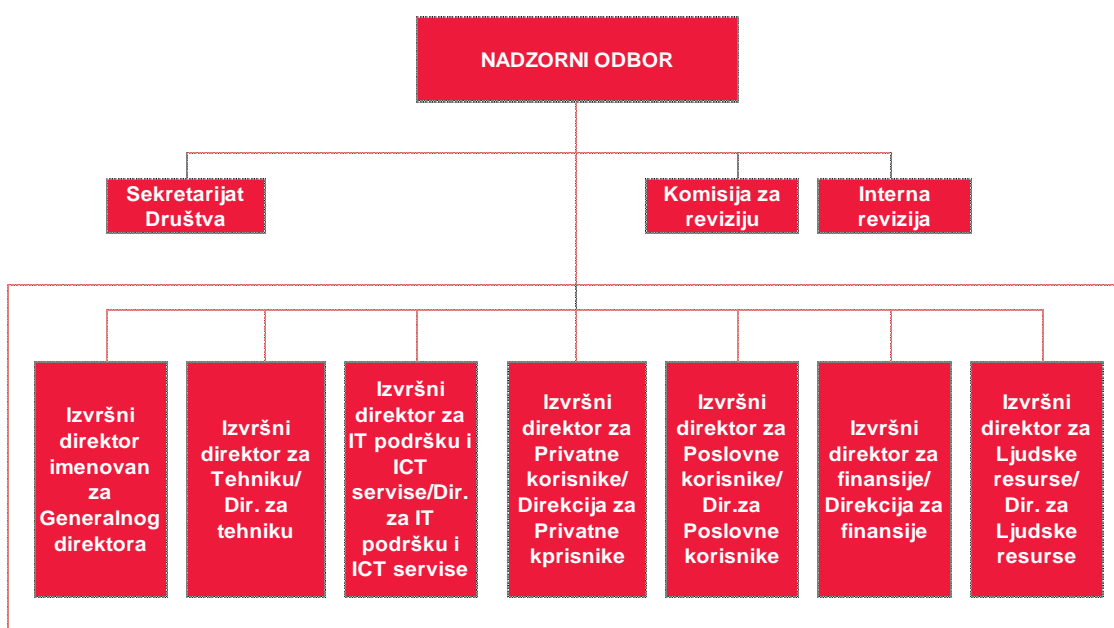 NADZORNI ODBOR
Sekretarijat
Društva
Komisija za
reviziju
Interna
revizija
Izvršni
direktor
imenovan
za
Generalnog
direktora
Izvršni
direktor za
Tehniku/
Dir. za
tehniku
Izvršni
direktor za
IT podršku i
ICT
servise/Dir.
za IT
podršku i
ICT servise
Izvršni
direktor za
Privatne
korisnike/
Direkcija za
Privatne
kprisnike
Izvršni
direktor za
Poslovne
korisnike/
Dir.za
Poslovne
korisnike
Izvršni
direktor za
finansije/
Direkcija za
finansije
Izvršni
direktor za
Ljudske
resurse/
Dir. za
Ljudske
resurse